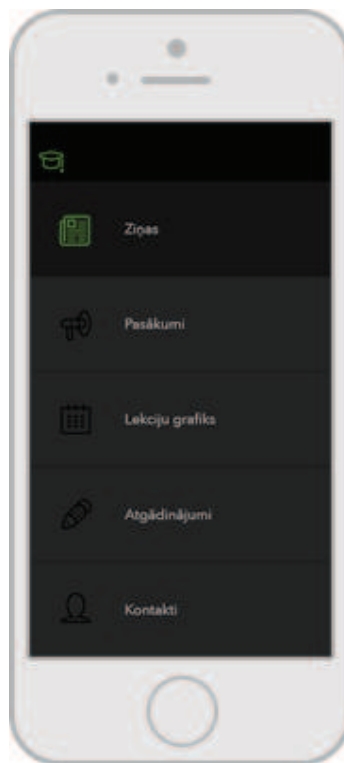 Ziņas
Pasākumi
Lekciju grafiks
Atgādinājumi
Kontakti